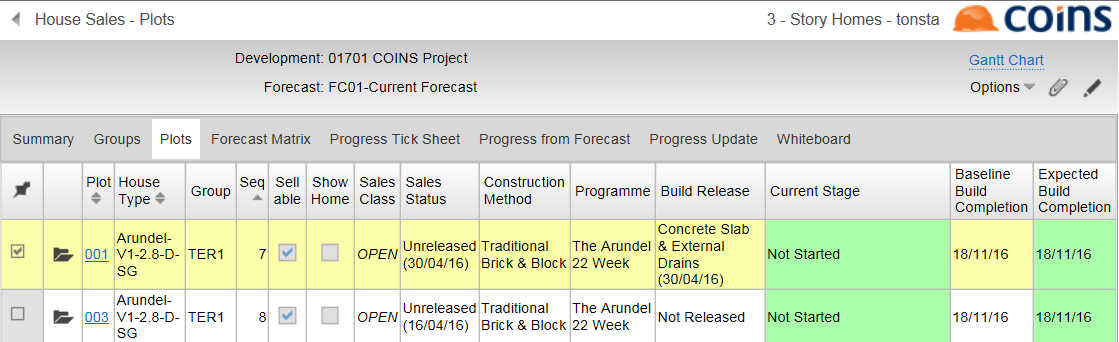 House Sales - Plots
3 - Story Homes - tonsta
coins
Development: 01701 COINS Project
Gantt Chart
Forecast: FC01-Current Forecast
Options
Summary Groups Plots Forecast Matrix Progress Tick Sheet Progress from Forecast Progress Update Whiteboard
Plot
House
Type
Group
Seq
Sell
able
Show
Home
Sales
Class
Sales
Status
Construction
Method
Programme
Build Release
Current Stage
Baseline
Build
Completion
Expected
Build
Completion
001
Arundel-
V1-2.8-D-
SG
TER1
7
OPEN
Unreleased
(30/04/16)
Traditional
Brick & Block
The Arundel
22 Week
Concrete Slab
& External
Drains
(30/04/16)
Not Started
18/11/16
18/11/16
003
Arundel-
V1-2.8-D-
SG
TER1
8
OPEN
Unreleased
(16/04/16)
Traditional
Brick & Block
The Arundel
22 Week
Not Released
Not Started
18/11/16
18/11/16